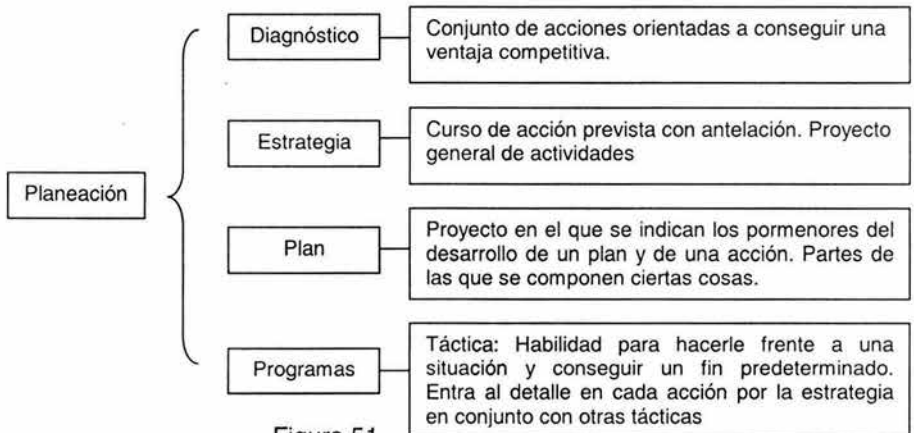 Planeación
Diagnóstico
Conjunto de acciones orientadas a conseguir una
ventaja competitiva.
Estrategia
Curso de acción prevista con antelación. Proyecto
general de actividades
Plan
Proyecto en el que se indican los pormenores del
desarrollo de un plan y de una acción. Partes de
las que se componen ciertas cosas.
Programas
Táctica: Habilidad para hacerle frente a una
situación y conseguir un fin predeterminado.
Entra al detalle en cada acción por la estrategia
en conjunto con otras tácticas
Figura 51